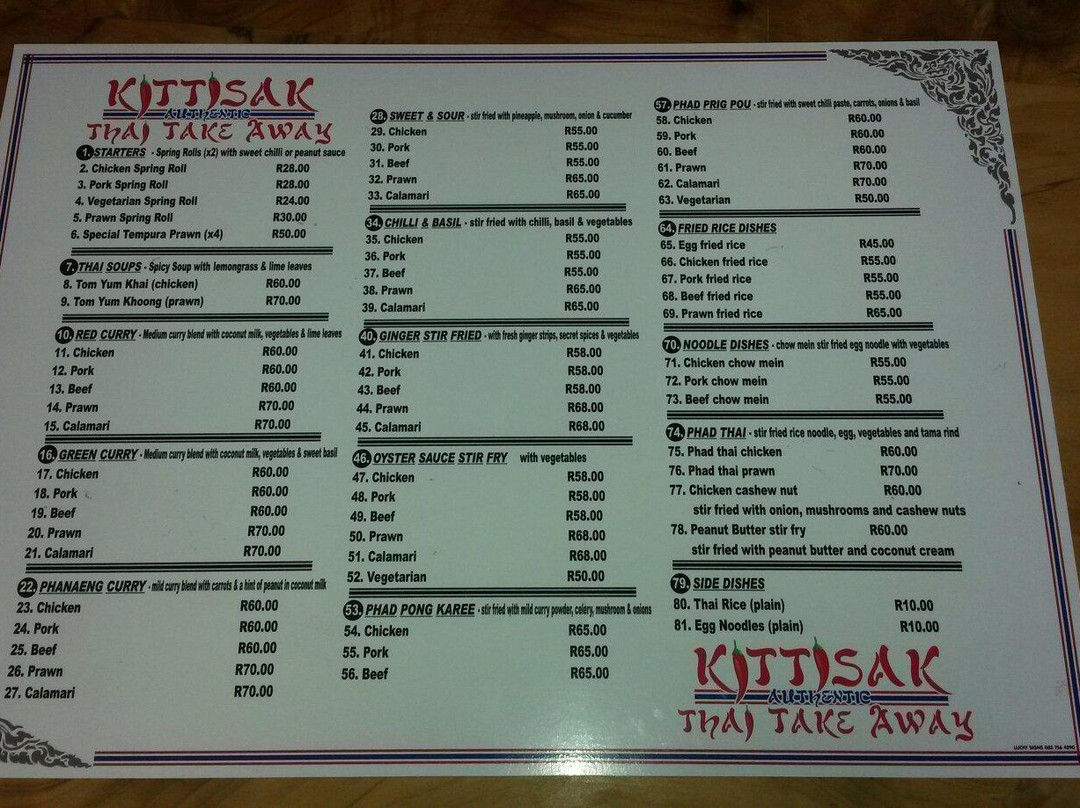 KITTISAK
AUTHENTIC
THAI TAKE AWAY
1. STARTERS - Spring Rolls (x2) with sweet chilli or peanut sauce
2. Chicken Spring Roll R28.00
3. Pork Spring Roll R28.00
4. Vegetarian Spring Roll R24.00
5. Prawn Spring Roll R30.00
6. Special Tempura Prawn (x4) R50.00
7. THAI SOUPS - Spicy Soup with lemongrass & lime leaves
8. Tom Yum Khai (chicken) R60.00
9. Tom Yum Khoong (prawn) R70.00
10. RED CURRY - Medium curry blend with coconut milk, vegetables & lime leaves
11. Chicken R60.00
12. Pork R60.00
13. Beef R60.00
14. Prawn R70.00
15. Calamari R70.00
16. GREEN CURRY - Medium curry blend with coconut milk, vegetables & sweet basil
17. Chicken R60.00
18. Pork R60.00
19. Beef R60.00
20. Prawn R70.00
21. Calamari R70.00
22. PHANAENG CURRY - mild curry blend with carrots & a hint of peanut in coconut milk
23. Chicken R60.00
24. Pork R60.00
25. Beef R60.00
26. Prawn R70.00
27. Calamari R70.00
28. SWEET & SOUR - stir fried with pineapple, mushroom, onion & cucumber
29. Chicken R55.00
30. Pork R55.00
31. Beef R55.00
32. Prawn R65.00
33. Calamari R65.00
34. CHILLI & BASIL - stir fried with chilli, basil & vegetables
35. Chicken R55.00
36. Pork R55.00
37. Beef R55.00
38. Prawn R65.00
39. Calamari R65.00
40. GINGER STIR FRIED - with fresh ginger strips, secret spices & vegetables
41. Chicken R58.00
42. Pork R58.00
43. Beef R58.00
44. Prawn R68.00
45. Calamari R68.00
46. OYSTER SAUCE STIR FRY with vegetables
47. Chicken R58.00
48. Pork R58.00
49. Beef R58.00
50. Prawn R68.00
51. Calamari R68.00
52. Vegetarian R50.00
53. PHAD PONG KAREE - stir fried with mild curry powder, celery, mushroom & onions
54. Chicken R65.00
55. Pork R65.00
56. Beef R65.00
57. PHAD PRIG POU - stir fried with sweet chilli paste, carrots, onions & basil
58. Chicken R60.00
59. Pork R60.00
60. Beef R60.00
61. Prawn R70.00
62. Calamari R70.00
63. Vegetarian R50.00
64. FRIED RICE DISHES
65. Egg fried rice R45.00
66. Chicken fried rice R55.00
67. Pork fried rice R55.00
68. Beef fried rice R55.00
69. Prawn fried rice R65.00
70. NOODLE DISHES - chow mein stir fried egg noodle with vegetables
71. Chicken chow mein R55.00
72. Pork chow mein R55.00
73. Beef chow mein R55.00
74. PHAD THAI - stir fried rice noodle, egg, vegetables and tama rind
75. Phad thai chicken R60.00
76. Phad thai prawn R70.00
77. Chicken cashew nut R60.00
stir fried with onion, mushrooms and cashew nuts
78. Peanut Butter stir fry R60.00
stir fried with peanut butter and coconut cream
79. SIDE DISHES
80. Thai Rice (plain) R10.00
81. Egg Noodles (plain) R10.00
KITTISAK
AUTHENTIC
THAI TAKE AWAY
LUCKY SIGNS